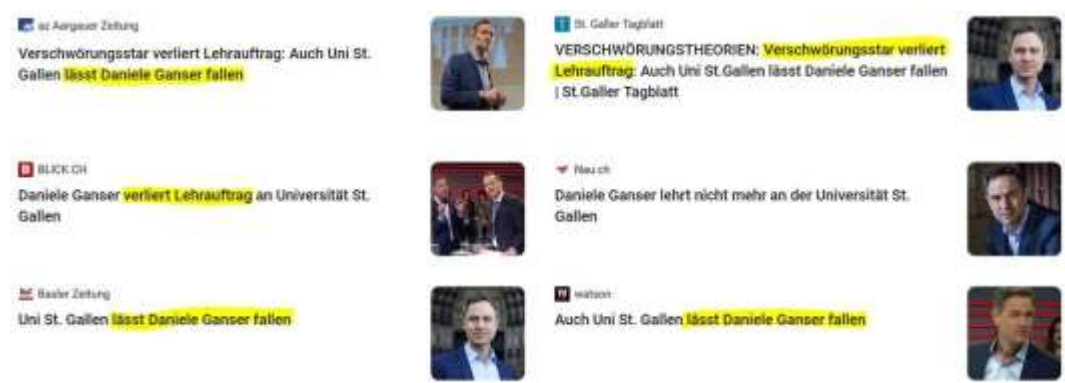 az Aargauer Zeitung
Verschwörungsstar verliert Lehrauftrag: Auch Uni St.
Gallen lässt Daniele Ganser fallen
St. Galler Tagblatt
VERSCHWÖRUNGSTHEORIEN: Verschwörungsstar verliert
Lehrauftrag: Auch Uni St.Gallen lässt Daniele Ganser fallen
| St.Galler Tagblatt
B BLICK.CH
Daniele Ganser verliert Lehrauftrag an Universität St.
Gallen
Nau.ch
Daniele Ganser lehrt nicht mehr an der Universität St.
Gallen
Basler Zeitung
Uni St. Gallen lässt Daniele Ganser fallen
watson
Auch Uni St. Gallen lässt Daniele Ganser fallen